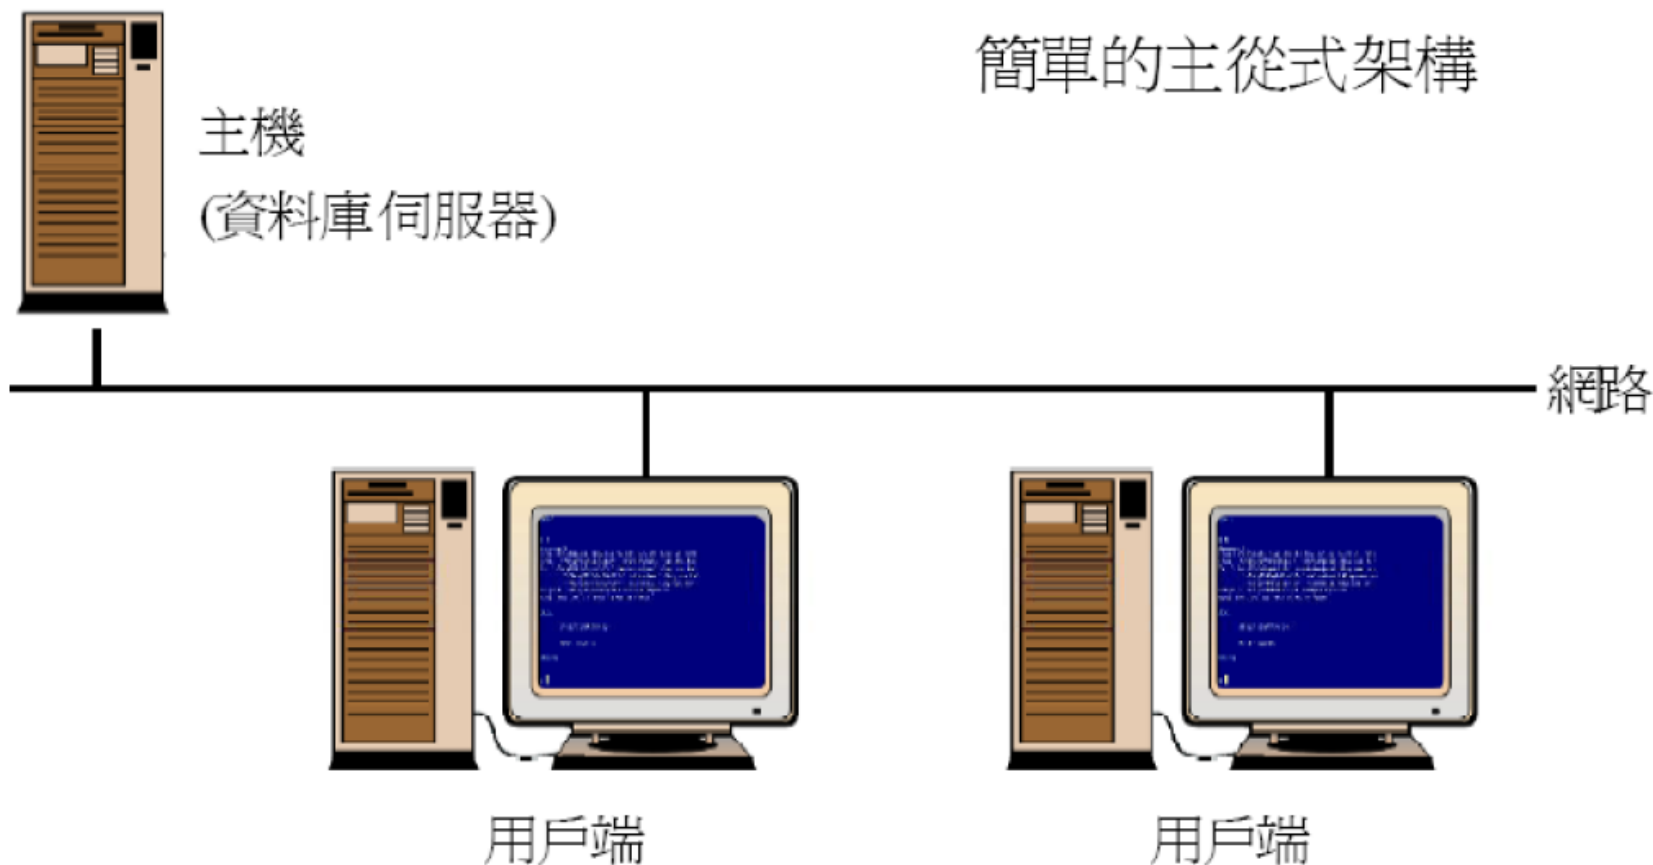 簡單的主從式架構
主機
(資料庫伺服器)
網路
用戶端
用戶端